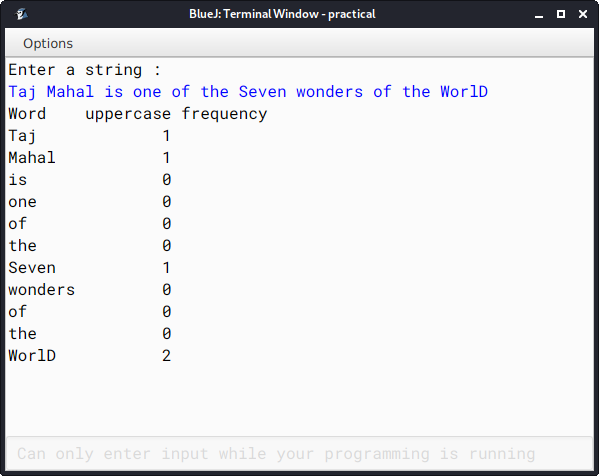 BlueJ: Terminal Window - practical
Options
Enter a string :
Taj Mahal is one of the Seven wonders of the WorlD
Word    uppercase frequency
Taj             1
Mahal           1
is              0
one             0
of              0
the             0
Seven           1
wonders         0
of              0
the             0
WorlD           2
Can only enter input while your programming is running